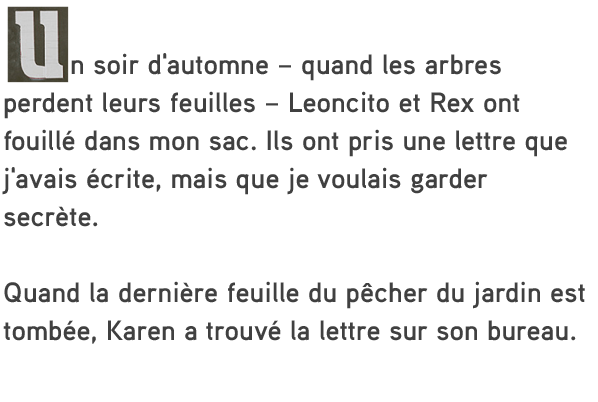 Un soir d'automne – quand les arbres
perdent leurs feuilles – Leoncito et Rex ont
fouillé dans mon sac. Ils ont pris une lettre que
j'avais écrite, mais que je voulais garder
secrète.
Quand la dernière feuille du pêcher du jardin est
tombée, Karen a trouvé la lettre sur son bureau.